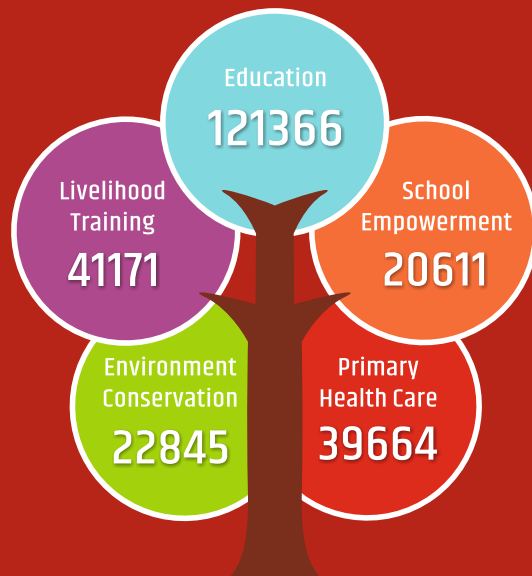 Education
121366
Livelihood
Training
41171
School
Empowerment
20611
Environment
Conservation
22845
Primary
Health Care
39664